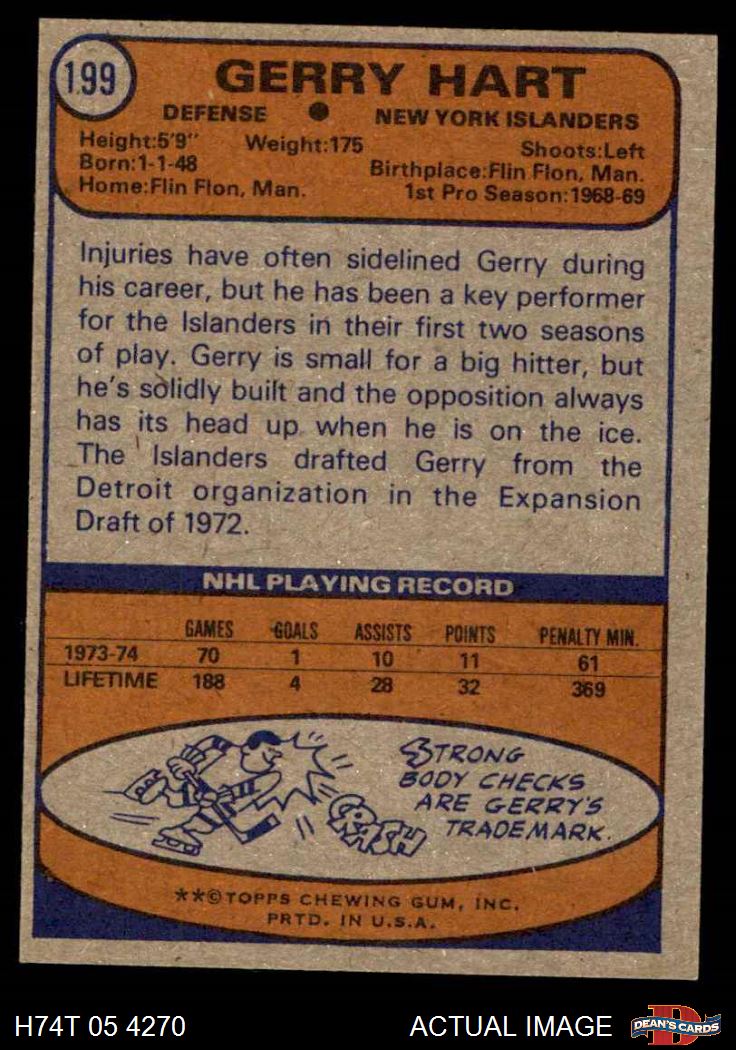 199
GERRY HART
DEFENSE ● NEW YORK ISLANDERS
Height:5'9" Weight:175 Shoots:Left
Born:1-1-48 Birthplace:Flin Flon, Man.
Home:Flin Flon, Man. 1st Pro Season:1968-69
Injuries have often sidelined Gerry during
his career, but he has been a key performer
for the Islanders in their first two seasons
of play. Gerry is small for a big hitter, but
he's solidly built and the opposition always
has its head up when he is on the ice.
The Islanders drafted Gerry from the
Detroit organization in the Expansion
Draft of 1972.
NHL PLAYING RECORD
GAMES GOALS ASSISTS POINTS PENALTY MIN.
1973-74 70 1 10 11 61
LIFETIME 188 4 28 32 369
STRONG
BODY CHECKS
ARE GERRY'S
TRADEMARK.
CRASH
**©TOPPS CHEWING GUM, INC.
PRTD. IN U.S.A.
H74T 05 4270 ACTUAL IMAGE
D
DEAN'S CARDS